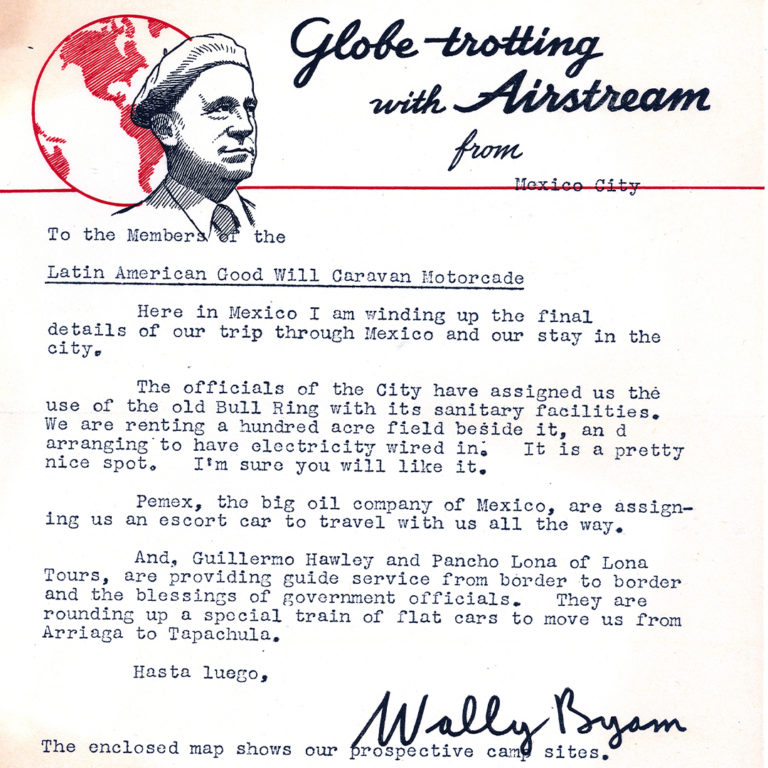 Globe-trotting
with Airstream
from
Mexico City
To the Members of the
Latin American Good Will Caravan Motorcade
Here in Mexico I am winding up the final
details of our trip through Mexico and our stay in the
city.
The officials of the City have assigned us the
use of the old Bull Ring with its sanitary facilities.
We are renting a hundred acre field beside it, an d
arranging to have electricity wired in. It is a pretty
nice spot. I'm sure you will like it.
Pemex, the big oil company of Mexico, are assign-
ing us an escort car to travel with us all the way.
And, Guillermo Hawley and Pancho Lona of Lona
Tours, are providing guide service from border to border
and the blessings of government officials. They are
rounding up a special train of flat cars to move us from
Arriaga to Tapachula.
Hasta luego,
Wally Byam
The enclosed map shows our prospective camp sites.